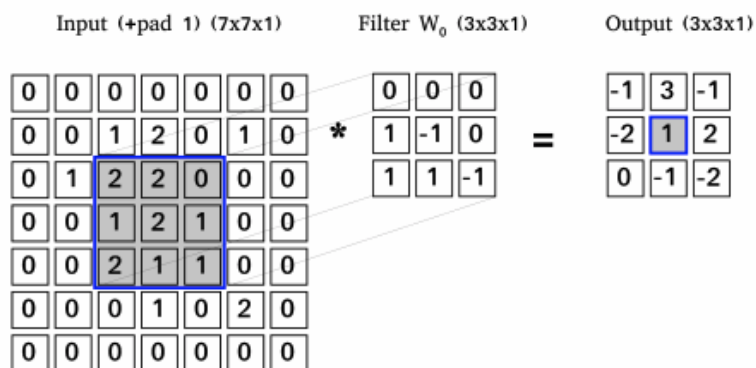 Input (+pad 1) (7x7x1) Filter W0 (3x3x1) Output (3x3x1)
0 0 0 0 0 0 0 0 0 0 -1 3 -1
0 0 1 2 0 1 0 * 1 -1 0 = -2 1 2
0 1 2 2 0 0 0 1 1 -1 0 -1 -2
0 0 1 2 1 0 0
0 0 2 1 1 0 0
0 0 0 1 0 2 0
0 0 0 0 0 0 0